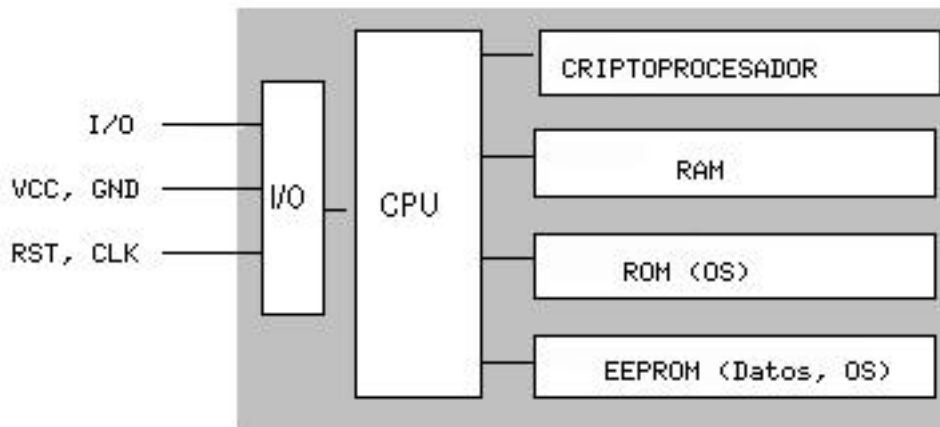 I/O
VCC, GND
RST, CLK
I/O
CPU
CRIPTOPROCESADOR
RAM
ROM (OS)
EEPROM (Datos, OS)